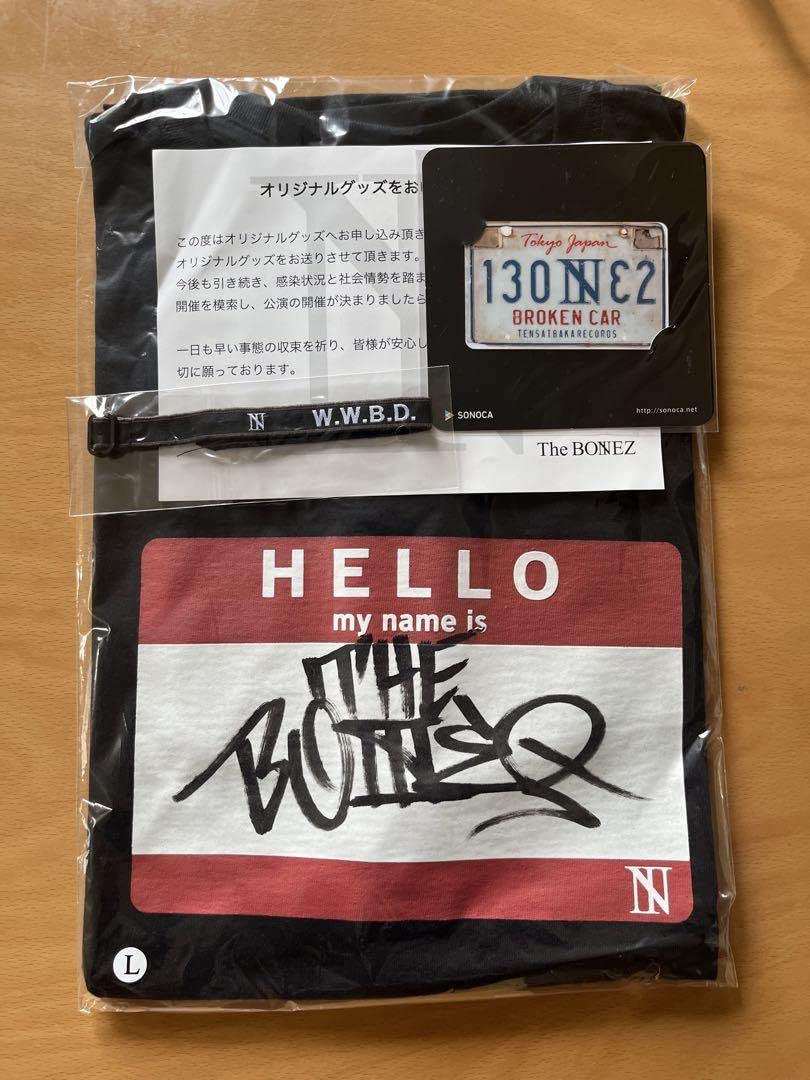 オリジナルグッズをお
この度はオリジナルグッズへお申し込み頂き
オリジナルグッズをお送りさせて頂きます。
今後も引き続き、感染状況と社会情勢を踏ま
開催を模索し、公演の開催が決まりましたら
一日も早い事態の収束を祈り、皆様が安心し
切に願っております。
The BONEZ
Tokyo Japan
130NƐ2
BROKEN CAR
TENSAIBAKA RECORDS
SONOCA
http://sonoca.net
N W.W.B.D.
HELLO
my name is
THE
BONEZ
N
L